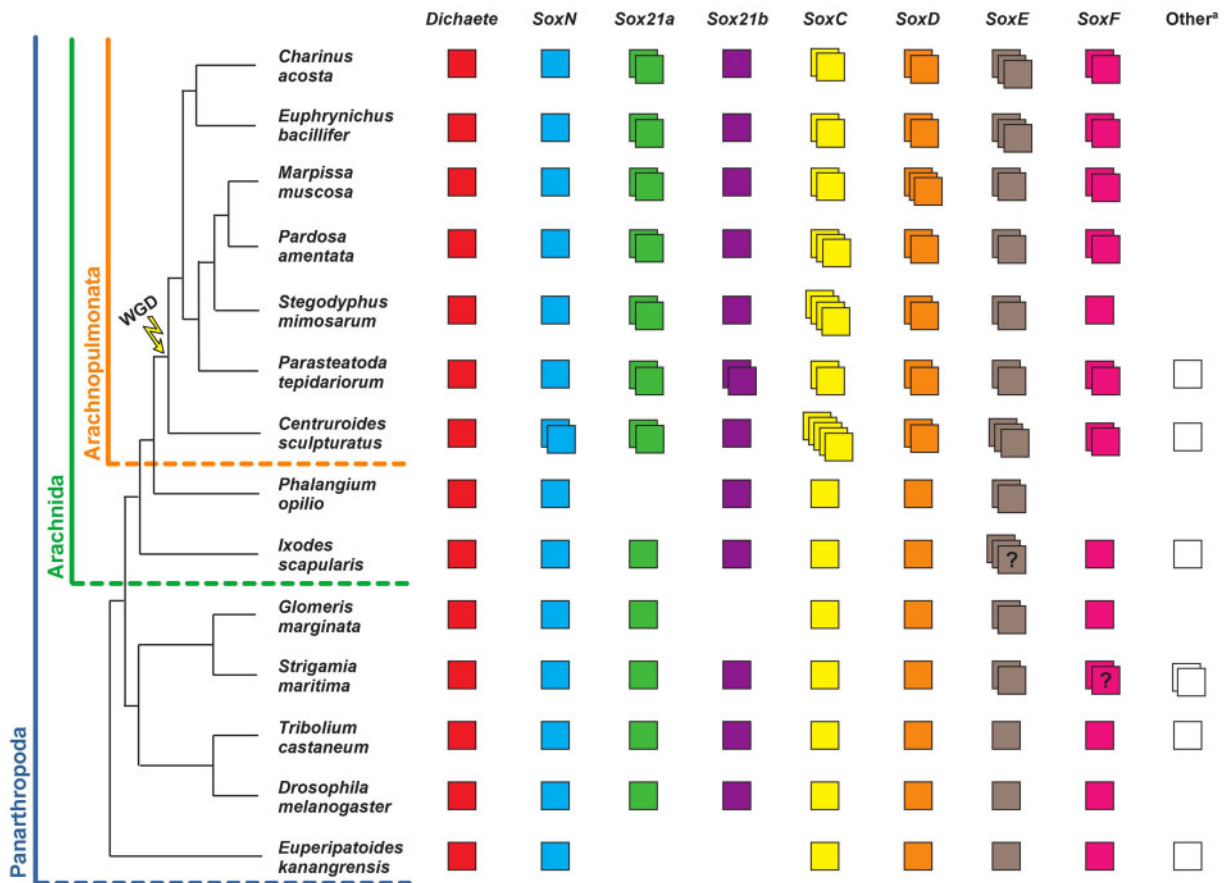 Dichaete SoxN Sox21a Sox21b SoxC SoxD SoxE SoxF Otherᵃ
Charinus
acosta
Euphrynichus
bacillifer
Marpissa
muscosa
Pardosa
amentata
Stegodyphus
mimosarum
WGD
Parasteatoda
tepidariorum
Centruroides
sculpturatus
Arachnopulmonata
Phalangium
opilio
Ixodes
scapularis
?
Arachnida
Glomeris
marginata
Strigamia
maritima
?
Tribolium
castaneum
Drosophila
melanogaster
Euperipatoides
kanangrensis
Panarthropoda